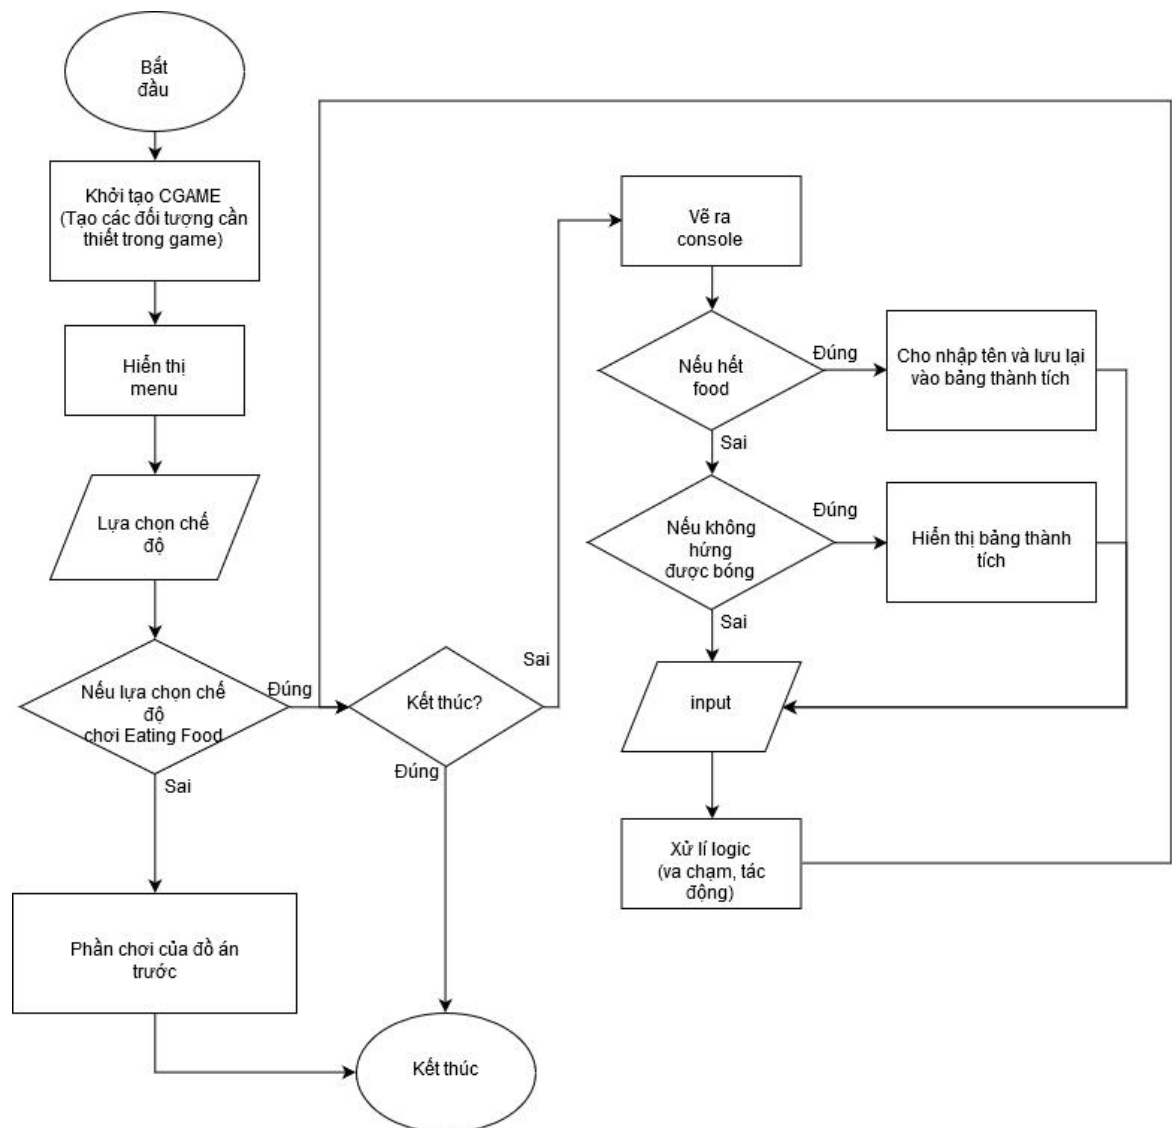 Bắt
đầu
Khởi tạo CGAME
(Tạo các đối tượng cần
thiết trong game)
Hiển thị
menu
Lựa chọn chế
độ
Nếu lựa chọn chế
độ
chơi Eating Food
Đúng
Sai
Phần chơi của đồ án
trước
Kết thúc?
Sai
Đúng
Kết thúc
Vẽ ra
console
Nếu hết
food
Đúng
Cho nhập tên và lưu lại
vào bảng thành tích
Sai
Nếu không
hứng
được bóng
Đúng
Hiển thị bảng thành
tích
Sai
input
Xử lí logic
(va chạm, tác
động)